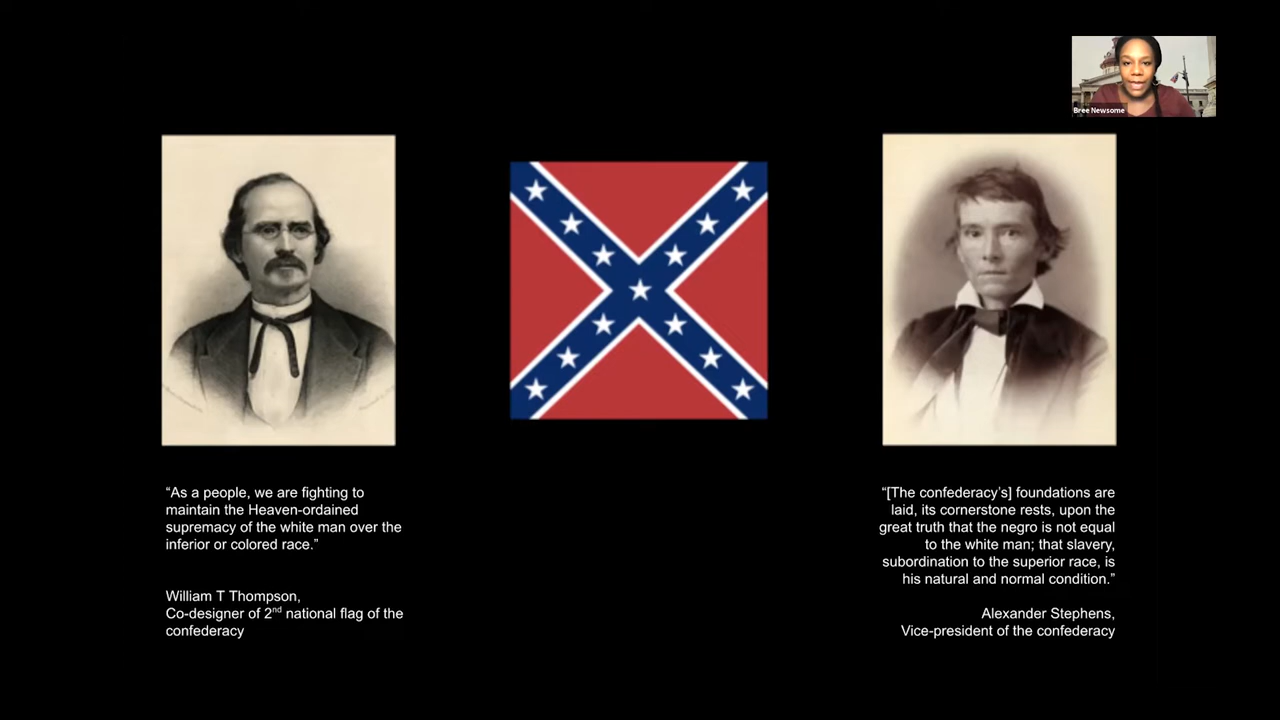 Bree Newsome
“As a people, we are fighting to
maintain the Heaven-ordained
supremacy of the white man over the
inferior or colored race.”
William T Thompson,
Co-designer of 2nd national flag of the
confederacy
“[The confederacy’s] foundations are
laid, its cornerstone rests, upon the
great truth that the negro is not equal
to the white man; that slavery,
subordination to the superior race, is
his natural and normal condition.”
Alexander Stephens,
Vice-president of the confederacy